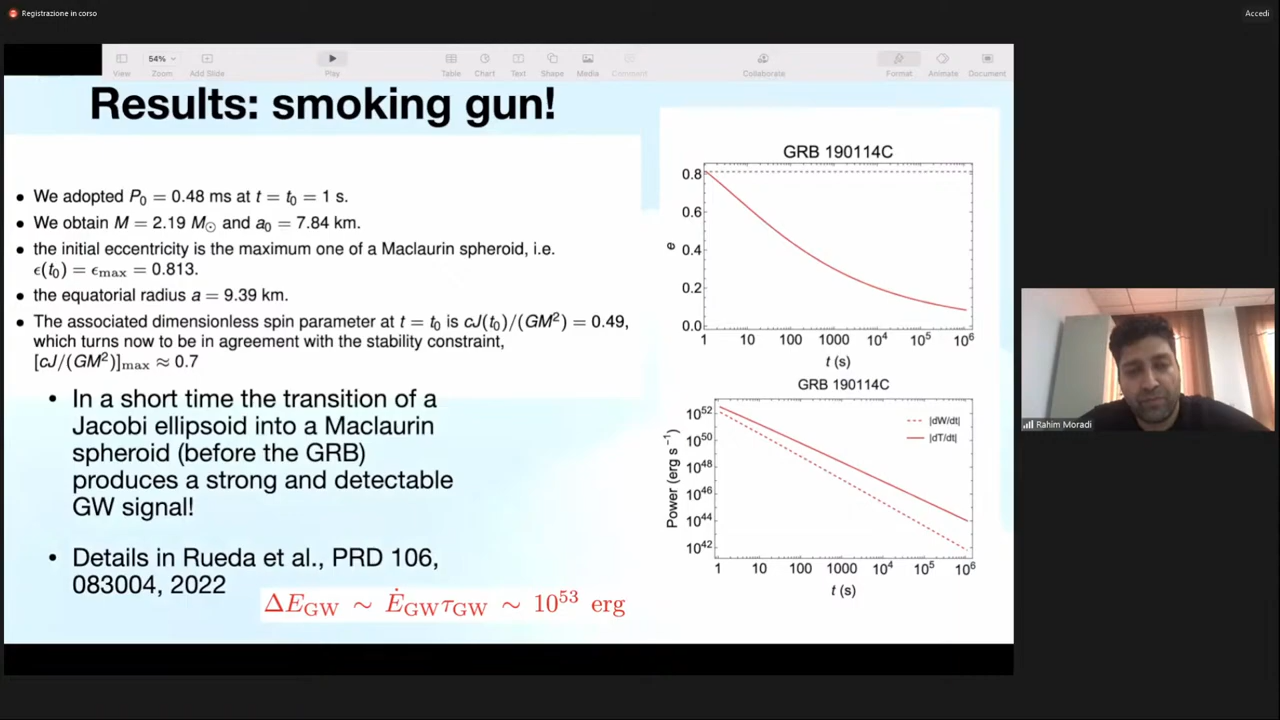 Registrazione in corso
Accedi
54%
View
Zoom
Add Slide
Play
Table
Chart
Text
Shape
Media
Comment
Collaborate
Format
Animate
Document
Results: smoking gun!
• We adopted P₀ = 0.48 ms at t = t₀ = 1 s.
• We obtain M = 2.19 M☉ and a₀ = 7.84 km.
• the initial eccentricity is the maximum one of a Maclaurin spheroid, i.e.
ϵ(t₀) = ϵmax = 0.813.
• the equatorial radius a = 9.39 km.
• The associated dimensionless spin parameter at t = t₀ is cJ(t₀)/(GM²) = 0.49,
which turns now to be in agreement with the stability constraint,
[cJ/(GM²)]max ≈ 0.7
• In a short time the transition of a
Jacobi ellipsoid into a Maclaurin
spheroid (before the GRB)
produces a strong and detectable
GW signal!
• Details in Rueda et al., PRD 106,
083004, 2022
ΔE_GW ∼ Ė_GW τ_GW ∼ 10⁵³ erg
GRB 190114C
e
0.8
0.6
0.4
0.2
0.0
1 10 100 1000 10⁴ 10⁵ 10⁶
t (s)
GRB 190114C
Power (erg s⁻¹)
10⁵²
10⁵⁰
10⁴⁸
10⁴⁶
10⁴⁴
10⁴²
|dW/dt|
|dT/dt|
1 10 100 1000 10⁴ 10⁵ 10⁶
t (s)
Rahim Moradi